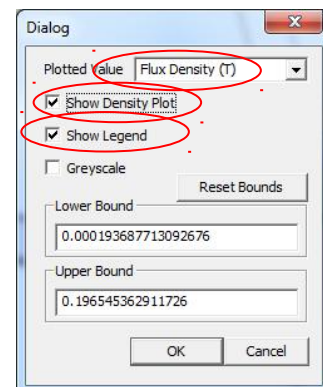 Dialog
Plotted Value Flux Density (T)
Show Density Plot
Show Legend
Greyscale
Reset Bounds
Lower Bound
0.000193687713092676
Upper Bound
0.196545362911726
OK Cancel